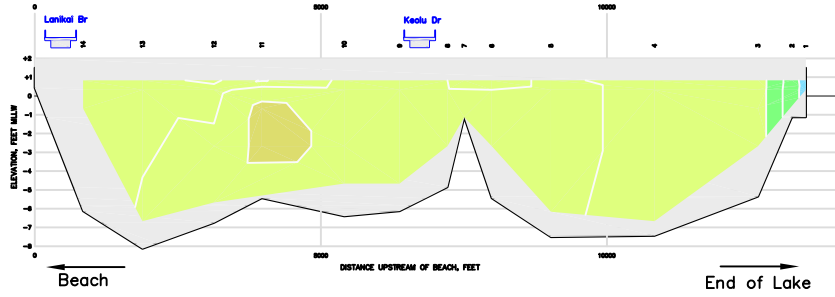 0 5000 10000
Lanikai Br
Keolu Dr
14 13 12 11 10 9 8 7 6 5 4 3 2 1
ELEVATION, FEET MLLW
+2
+1
0
-1
-2
-3
-4
-5
-6
-7
-8
0 5000 10000
DISTANCE UPSTREAM OF BEACH, FEET
Beach
End of Lake